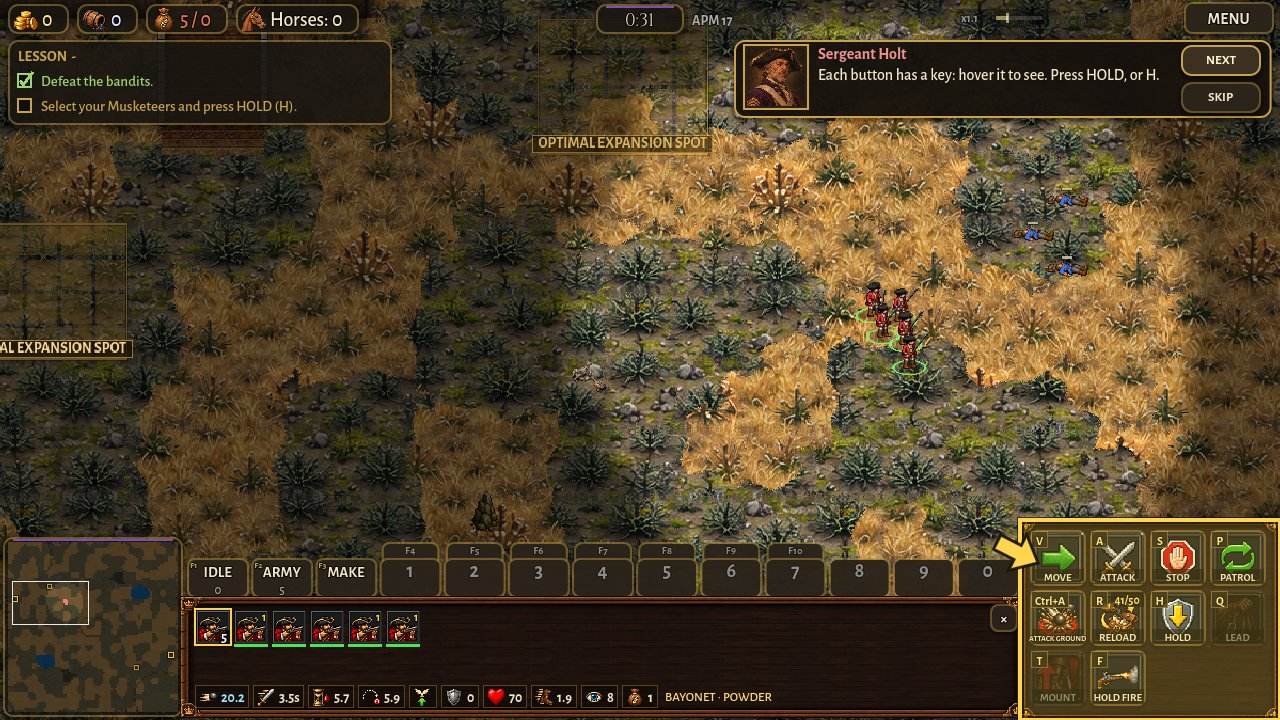 0
0
5 / 0
Horses: 0
0:31
APM 17
x1.1
MENU
LESSON -
Defeat the bandits.
Select your Musketeers and press HOLD (H).
Sergeant Holt
Each button has a key: hover it to see. Press HOLD, or H.
NEXT
SKIP
OPTIMAL EXPANSION SPOT
AL EXPANSION SPOT
F1 IDLE
0
F2 ARMY
5
F3 MAKE
F4
1
F5
2
F6
3
F7
4
F8
5
F9
6
F10
7
8
9
0
5
1
1
1
×
20.2
3.5s
5.7
5.9
0
70
1.9
8
1
BAYONET · POWDER
V
MOVE
A
ATTACK
S
STOP
P
PATROL
Ctrl+A
ATTACK GROUND
R 41/50
RELOAD
H
HOLD
Q
LEAD
T
MOUNT
F
HOLD FIRE